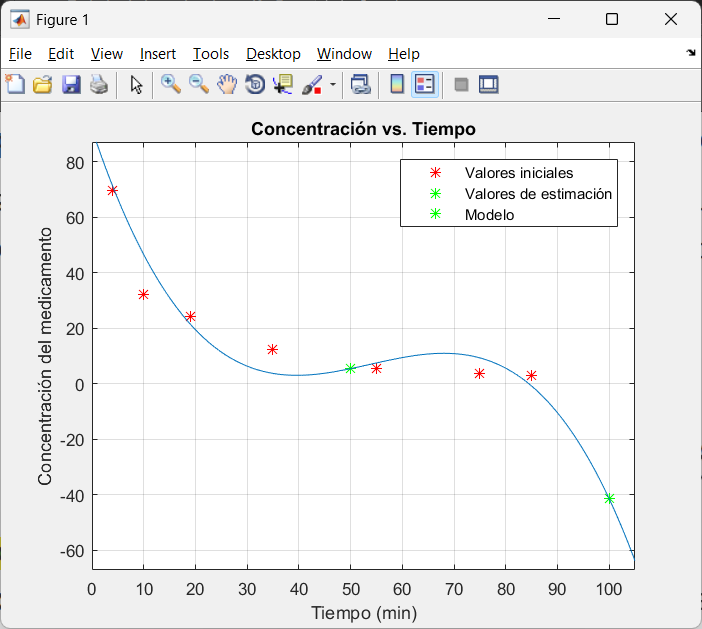 Figure 1
File Edit View Insert Tools Desktop Window Help
Concentración vs. Tiempo
Valores iniciales
Valores de estimación
Modelo
Concentración del medicamento
80
60
40
20
0
-20
-40
-60
0 10 20 30 40 50 60 70 80 90 100
Tiempo (min)